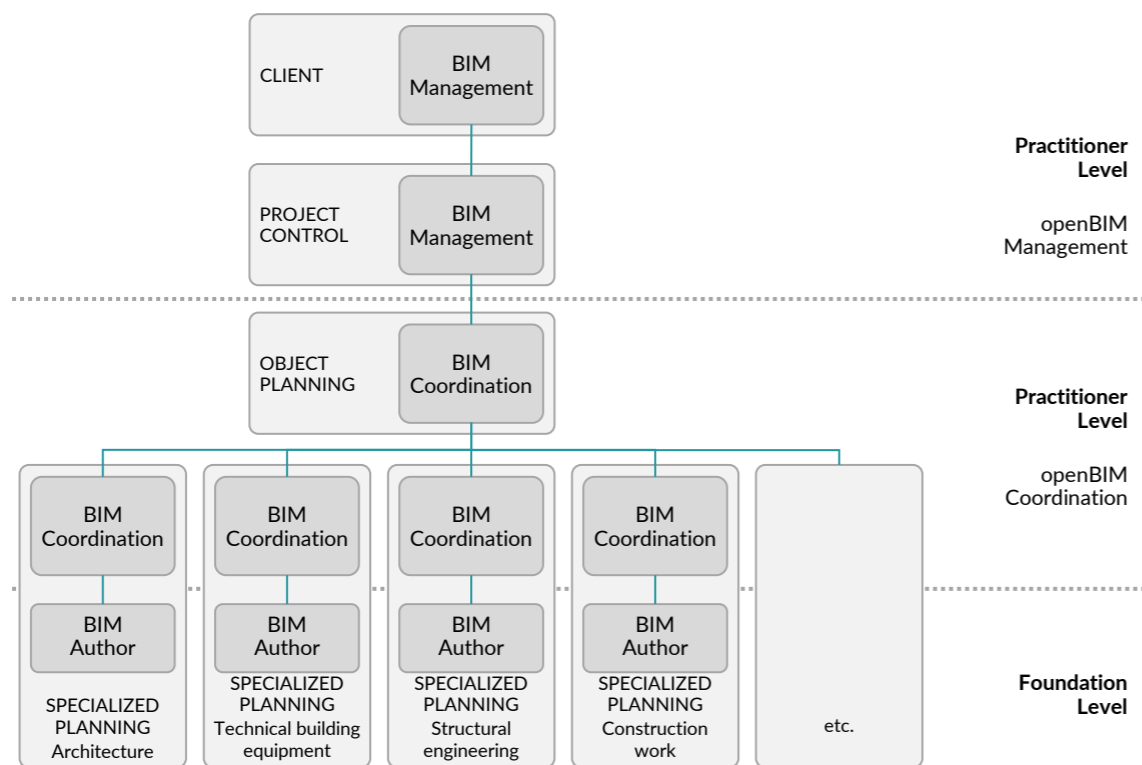 CLIENT
BIM
Management
Practitioner
Level
PROJECT
CONTROL
BIM
Management
openBIM
Management
OBJECT
PLANNING
BIM
Coordination
Practitioner
Level
openBIM
Coordination
BIM
Coordination
BIM
Coordination
BIM
Coordination
BIM
Coordination
BIM
Author
BIM
Author
BIM
Author
BIM
Author
SPECIALIZED
PLANNING
Architecture
SPECIALIZED
PLANNING
Technical building
equipment
SPECIALIZED
PLANNING
Structural
engineering
SPECIALIZED
PLANNING
Construction
work
etc.
Foundation
Level